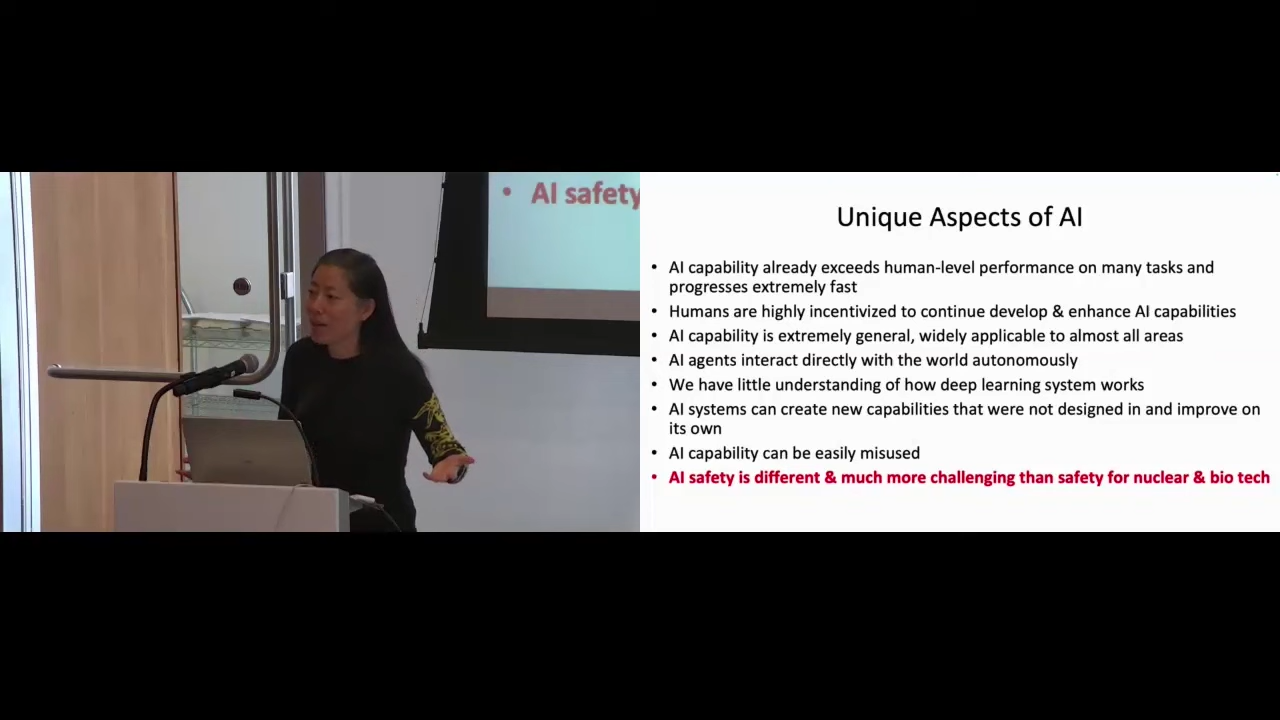 • AI safety
Unique Aspects of AI
• AI capability already exceeds human-level performance on many tasks and
progresses extremely fast
• Humans are highly incentivized to continue develop & enhance AI capabilities
• AI capability is extremely general, widely applicable to almost all areas
• AI agents interact directly with the world autonomously
• We have little understanding of how deep learning system works
• AI systems can create new capabilities that were not designed in and improve on
its own
• AI capability can be easily misused
• AI safety is different & much more challenging than safety for nuclear & bio tech